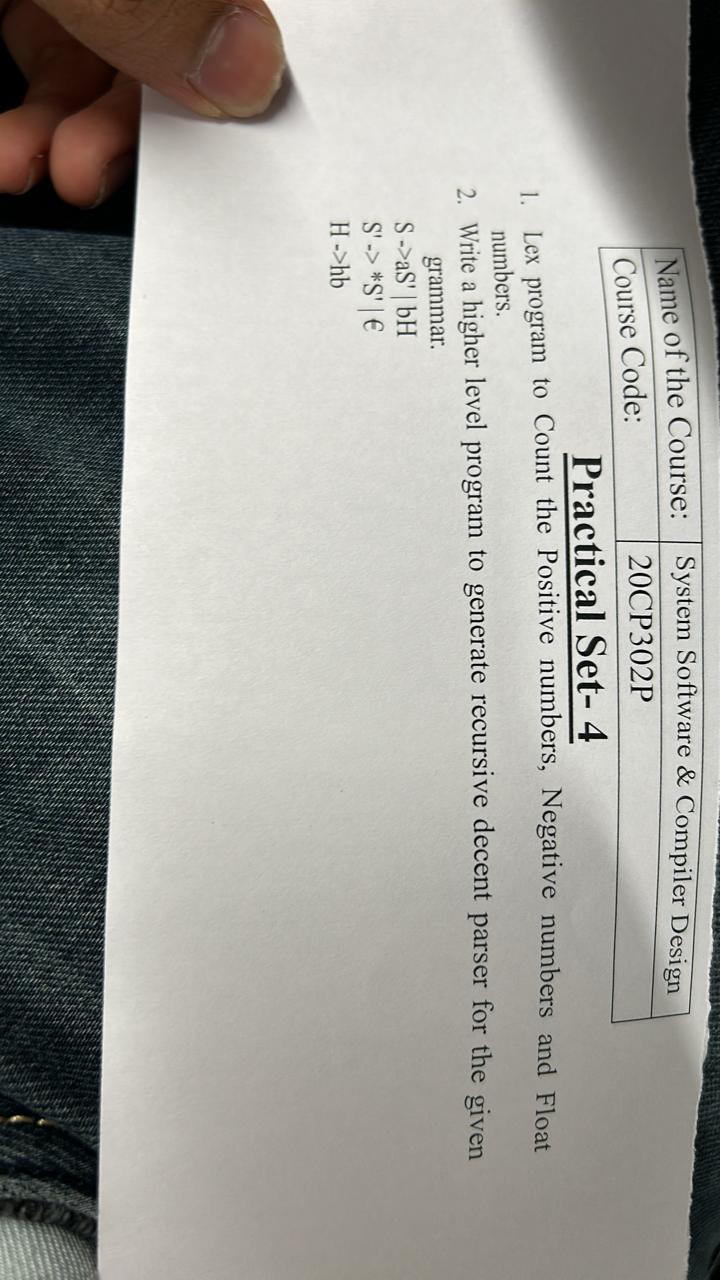 Name of the Course: System Software & Compiler Design
Course Code: 20CP302P
Practical Set- 4
1. Lex program to Count the Positive numbers, Negative numbers and Float
numbers.
2. Write a higher level program to generate recursive decent parser for the given
grammar.
S ->aS' | bH
S' -> *S' | €
H ->hb